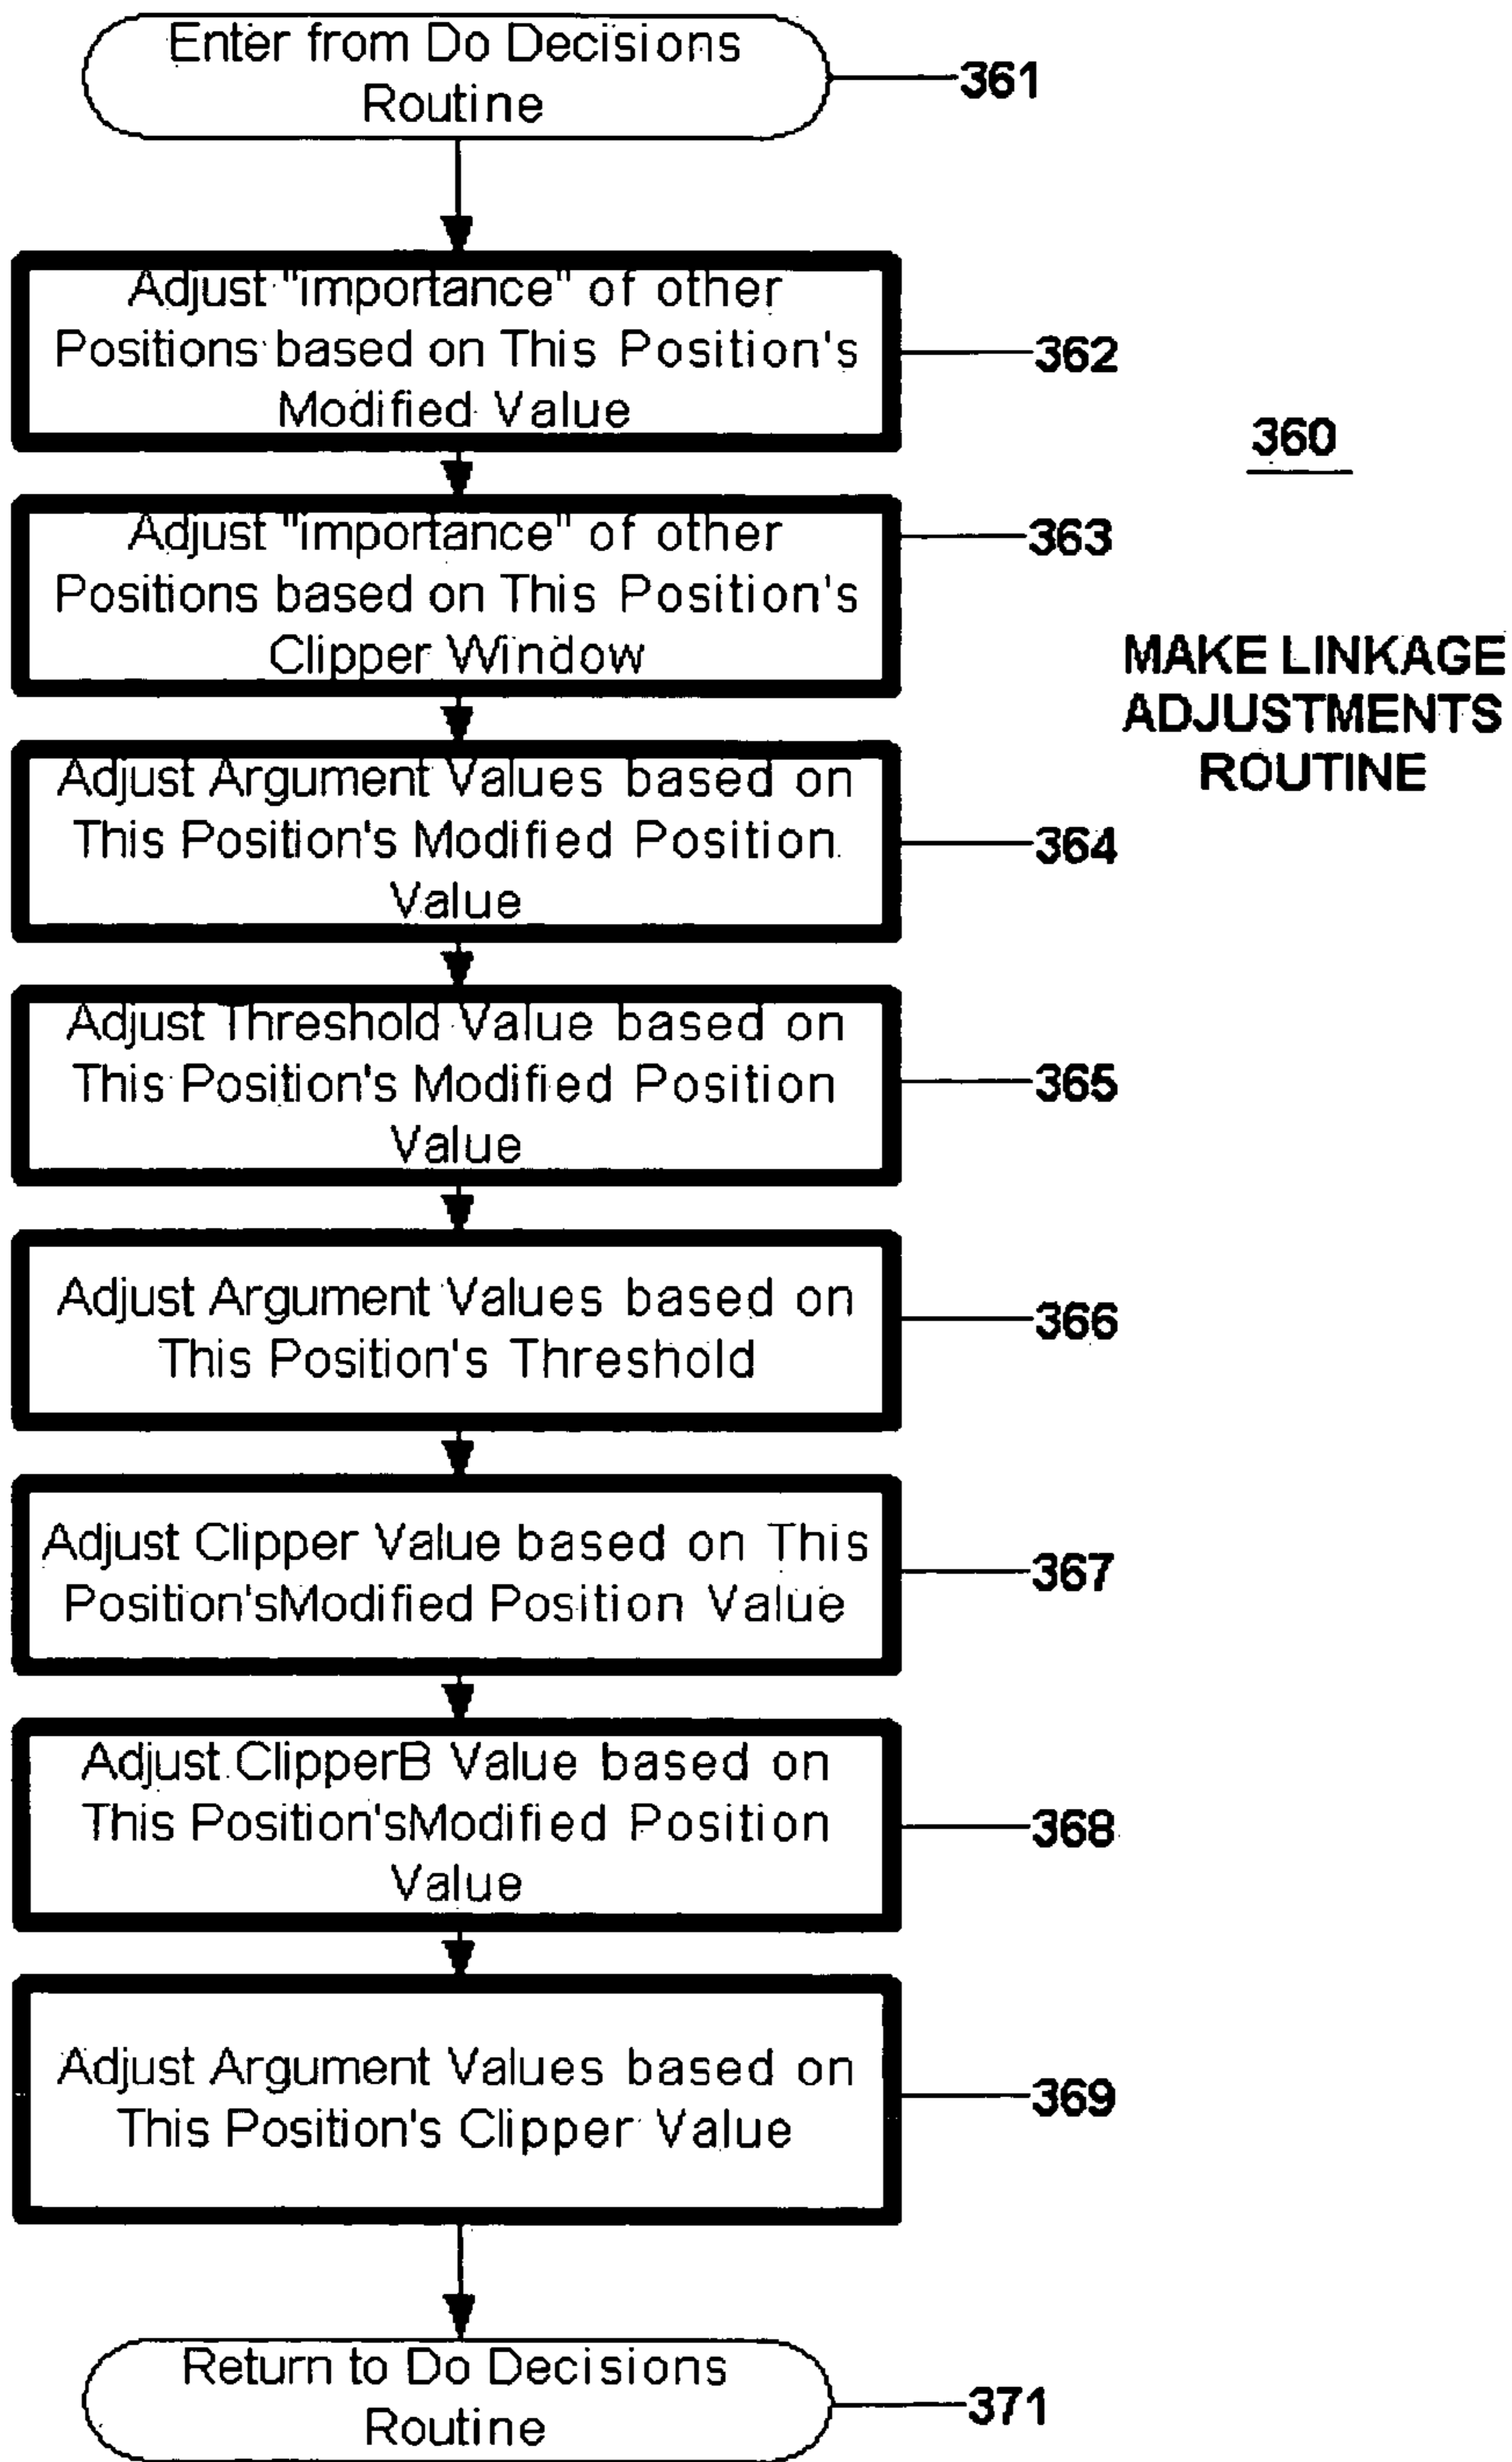 Enter from Do Decisions
Routine
361
Adjust "importance" of other
Positions based on This Position's
Modified Value
362
360
Adjust "importance" of other
Positions based on This Position's
Clipper Window
363
MAKE LINKAGE
ADJUSTMENTS
ROUTINE
Adjust Argument Values based on
This Position's Modified Position
Value
364
Adjust Threshold Value based on
This Position's Modified Position
Value
365
Adjust Argument Values based on
This Position's Threshold
366
Adjust Clipper Value based on This
Position'sModified Position Value
367
Adjust ClipperB Value based on
This Position'sModified Position
Value
368
Adjust Argument Values based on
This Position's Clipper Value
369
Return to Do Decisions
Routine
371